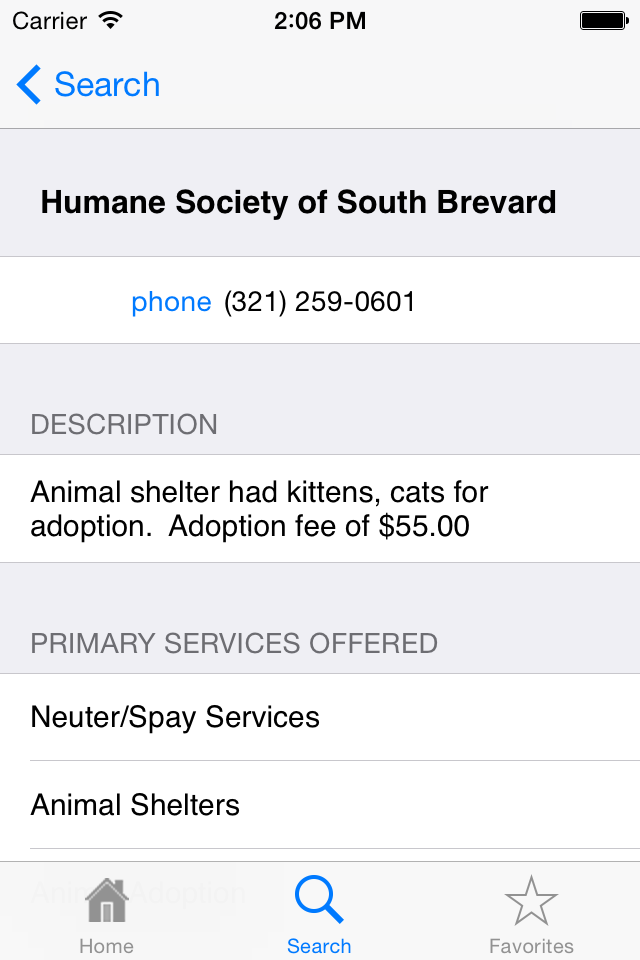 Carrier 2:06 PM
Search
Humane Society of South Brevard
phone (321) 259-0601
DESCRIPTION
Animal shelter had kittens, cats for
adoption.  Adoption fee of $55.00
PRIMARY SERVICES OFFERED
Neuter/Spay Services
Animal Shelters
Animal Adoption
Home Search Favorites